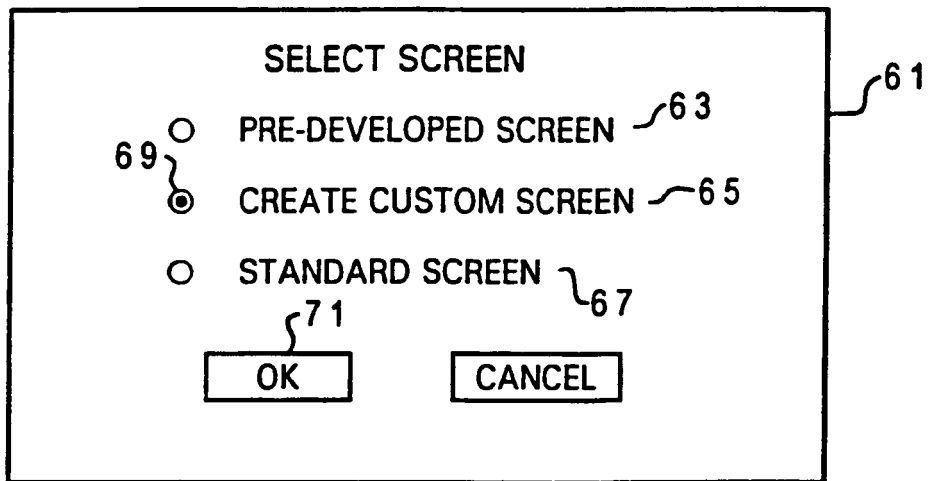 SELECT SCREEN
61
PRE-DEVELOPED SCREEN 63
69
CREATE CUSTOM SCREEN 65
STANDARD SCREEN 67
71
OK CANCEL